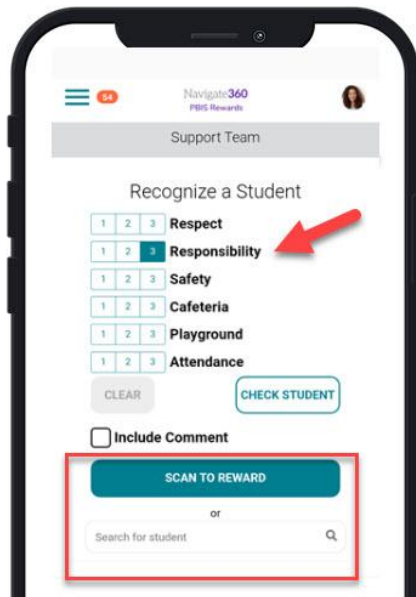 54
Navigate360
PBIS Rewards
Support Team
Recognize a Student
1 2 3 Respect
1 2 3 Responsibility
1 2 3 Safety
1 2 3 Cafeteria
1 2 3 Playground
1 2 3 Attendance
CLEAR CHECK STUDENT
Include Comment
SCAN TO REWARD
or
Search for student